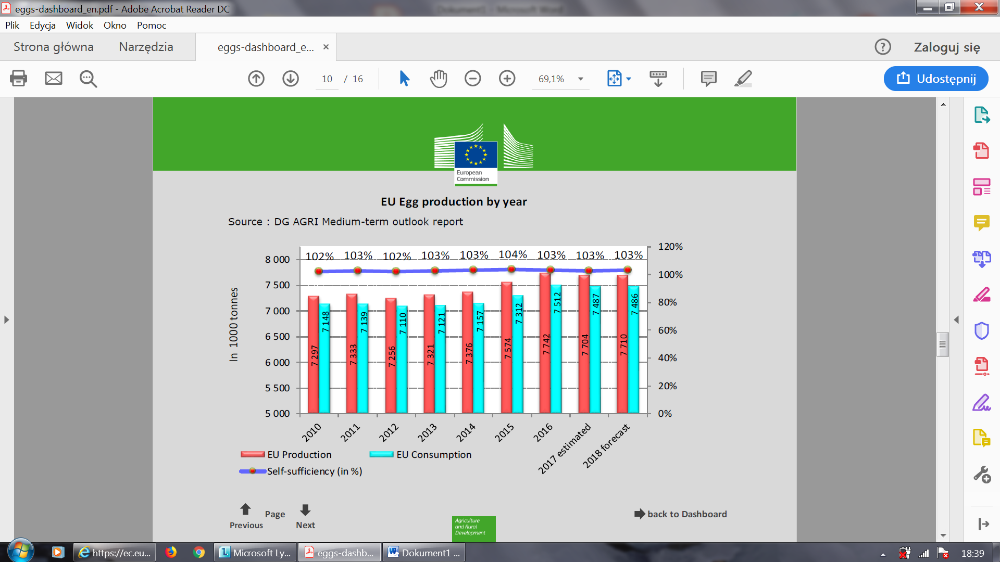 eggs-dashboard_en.pdf - Adobe Acrobat Reader DC
Plik Edycja Widok Okno Pomoc
Strona główna Narzędzia eggs-dashboard_e... × ? Zaloguj się
10 / 16 69,1% Udostępnij
European
Commission
EU Egg production by year
Source : DG AGRI Medium-term outlook report
In 1000 tonnes
8 000
7 500
7 000
6 500
6 000
5 500
5 000
102% 103% 102% 103% 103% 104% 103% 103% 103%
7 297 7 148 7 333 7 139 7 256 7 110 7 321 7 121 7 376 7 157 7 574 7 312 7 742 7 512 7 704 7 487 7 710 7 486
120%
100%
80%
60%
40%
20%
0%
2010 2011 2012 2013 2014 2015 2016 2017 estimated 2018 forecast
EU Production EU Consumption
Self-sufficiency (in %)
Previous Page Next
back to Dashboard
Agriculture
and Rural
Development
https://ec.eu... Microsoft Ly... eggs-dashb... Dokument1 ... 18:39